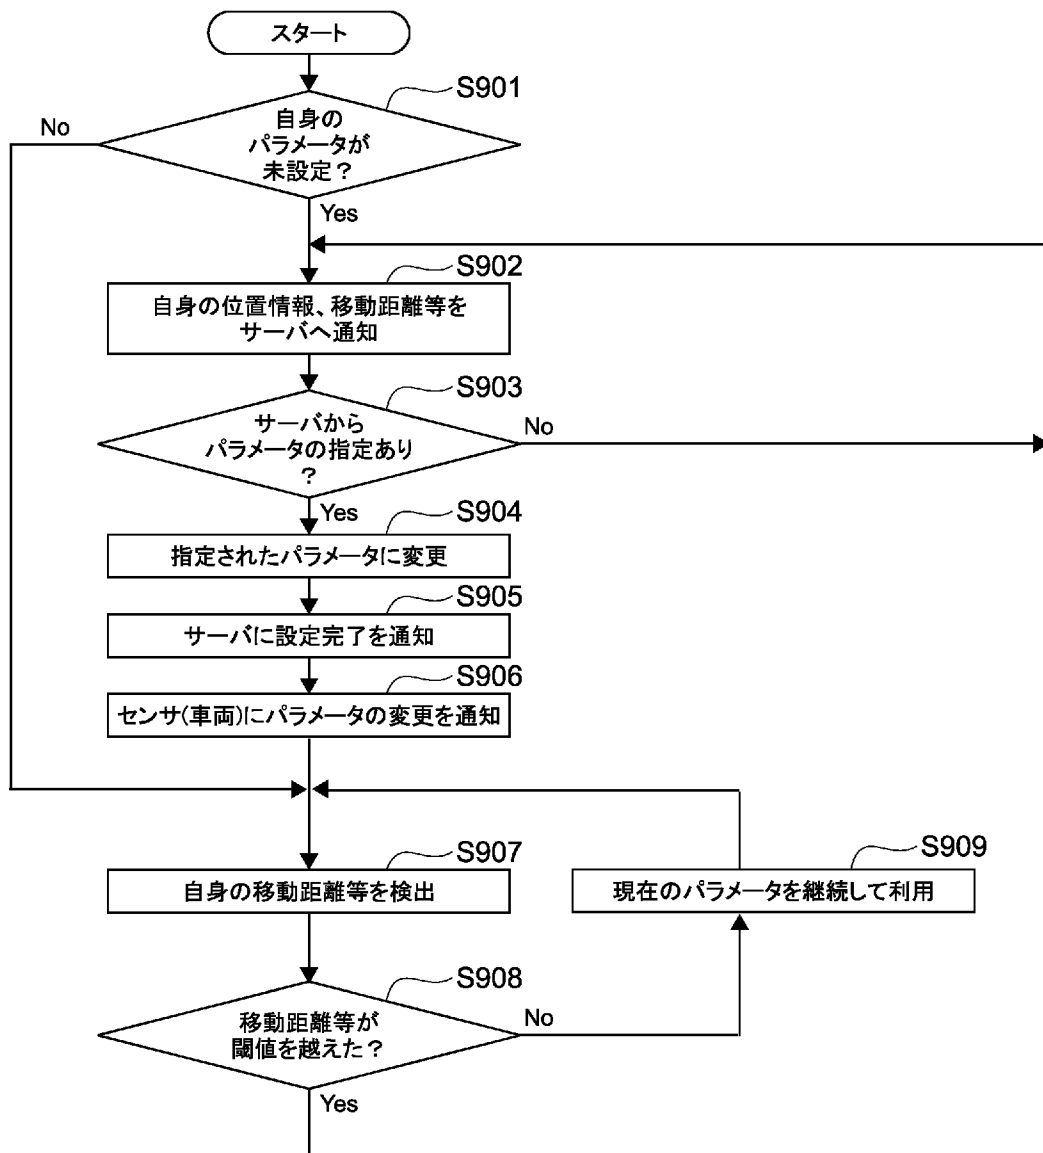 スタート
S901
自身の
パラメータが
未設定？
No
Yes
S902
自身の位置情報、移動距離等を
サーバへ通知
S903
サーバから
パラメータの指定あり
？
No
Yes
S904
指定されたパラメータに変更
S905
サーバに設定完了を通知
S906
センサ(車両)にパラメータの変更を通知
S907
自身の移動距離等を検出
S909
現在のパラメータを継続して利用
S908
移動距離等が
閾値を越えた？
No
Yes